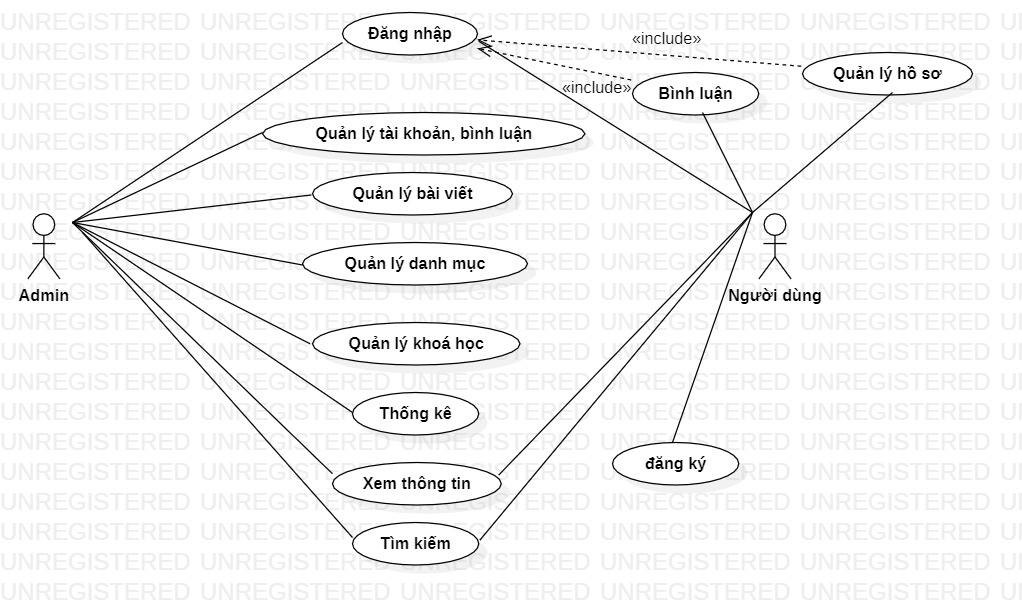 Đăng nhập
«include»
Quản lý hồ sơ
«include»
Bình luận
Quản lý tài khoản, bình luận
Quản lý bài viết
Quản lý danh mục
Admin
Người dùng
Quản lý khoá học
Thống kê
đăng ký
Xem thông tin
Tìm kiếm
UNREGISTERED